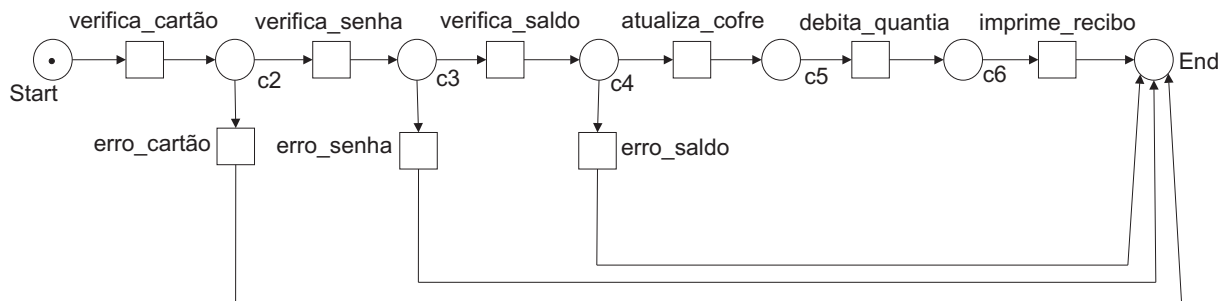 verifica_cartão
verifica_senha
verifica_saldo
atualiza_cofre
debita_quantia
imprime_recibo
Start
c2
c3
c4
c5
c6
End
erro_cartão
erro_senha
erro_saldo